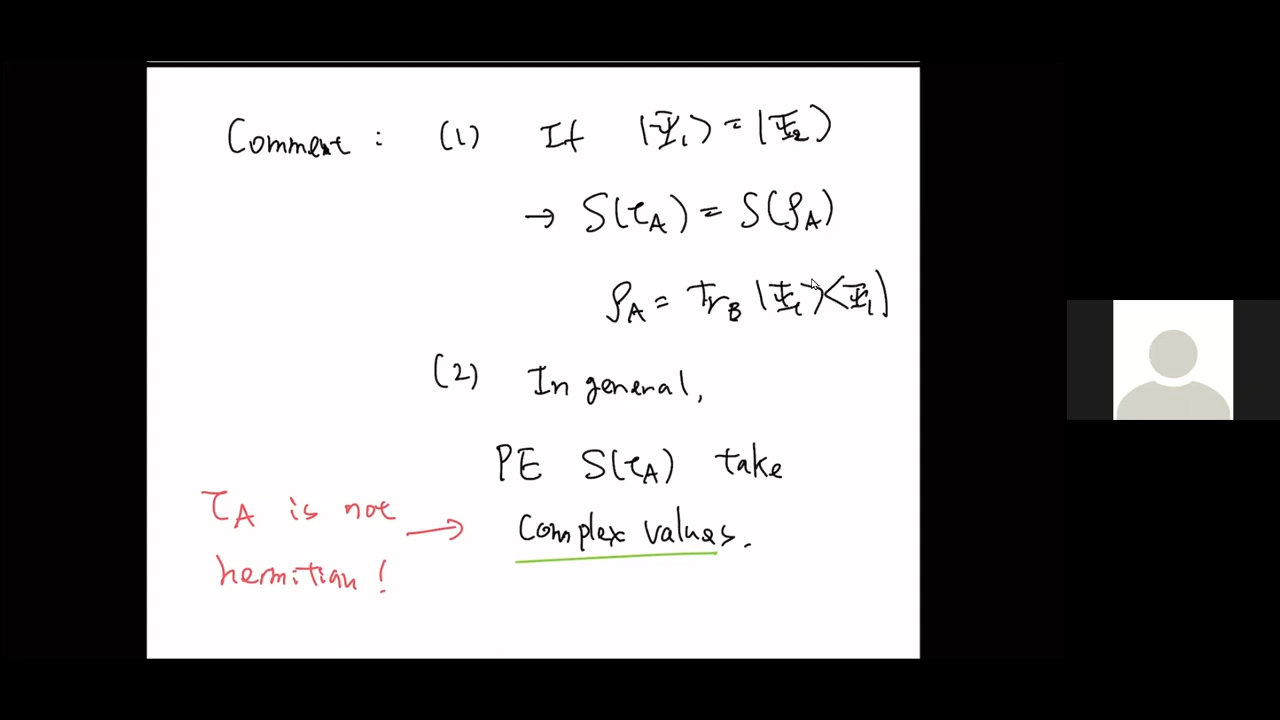 Comment : (1) If |Ψ₁⟩ = |Ψ₂⟩
→ S(τ_A) = S(ρ_A)
ρ_A = Tr_B |Ψ₁⟩⟨Ψ₁|
(2) In general,
PE S(τ_A) take
complex values.
τ_A is not →
hermitian !